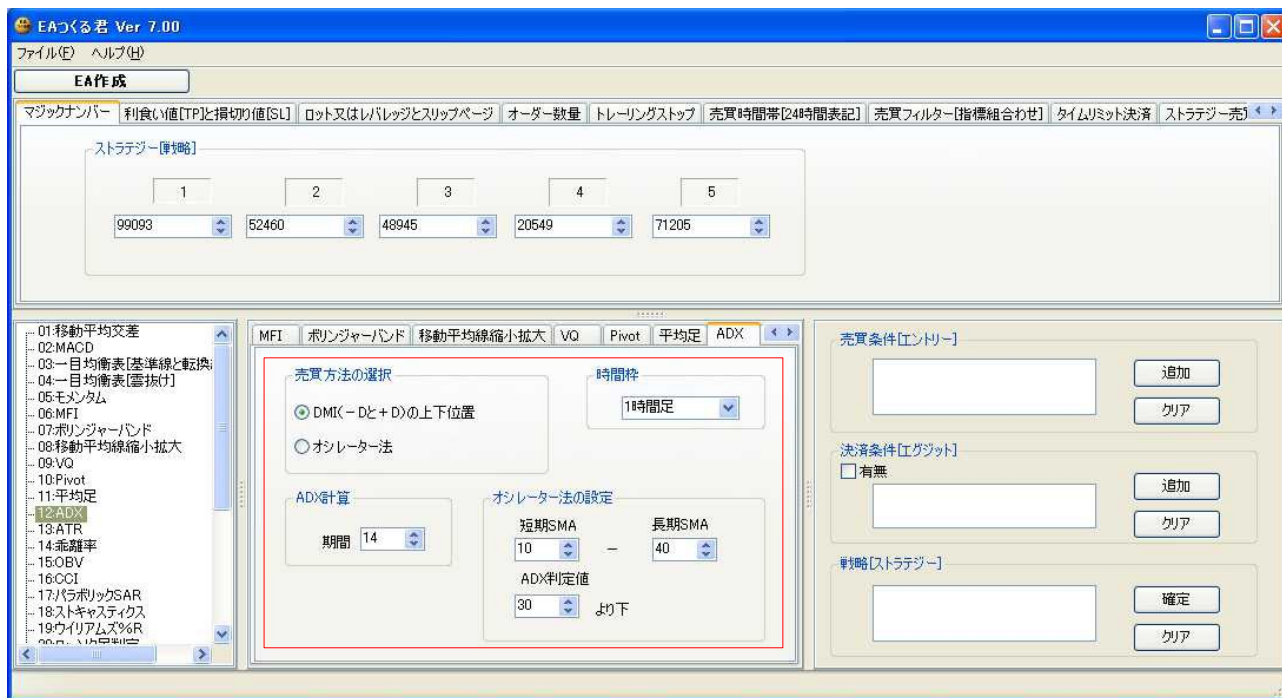 EAつくる君 Ver 7.00
ファイル(F) ヘルプ(H)
EA作成
マジックナンバー 利食い値[TP]と損切り値[SL] ロット又はレバレッジとスリップページ オーダー数量 トレーリングストップ 売買時間帯[24時間表記] 売買フィルター[指標組合わせ] タイムリミット決済 ストラテジー売
ストラテジー[戦略]
1 2 3 4 5
99093 52460 48945 20549 71205
01:移動平均交差
02:MACD
03:一目均衡表[基準線と転換
04:一目均衡表[雲抜け]
05:モメンタム
06:MFI
07:ボリンジャーバンド
08:移動平均線縮小拡大
09:VQ
10:Pivot
11:平均足
12:ADX
13:ATR
14:乖離率
15:OBV
16:CCI
17:パラボリックSAR
18:ストキャスティクス
19:ウイリアムズ%R
MFI ボリンジャーバンド 移動平均線縮小拡大 VQ Pivot 平均足 ADX
売買方法の選択
DMI(－Dと＋D)の上下位置
オシレーター法
時間枠
1時間足
ADX計算
期間 14
オシレーター法の設定
短期SMA 長期SMA
10 － 40
ADX判定値
30 より下
売買条件[エントリー]
追加
クリア
決済条件[エグジット]
有無
追加
クリア
戦略[ストラテジー]
確定
クリア